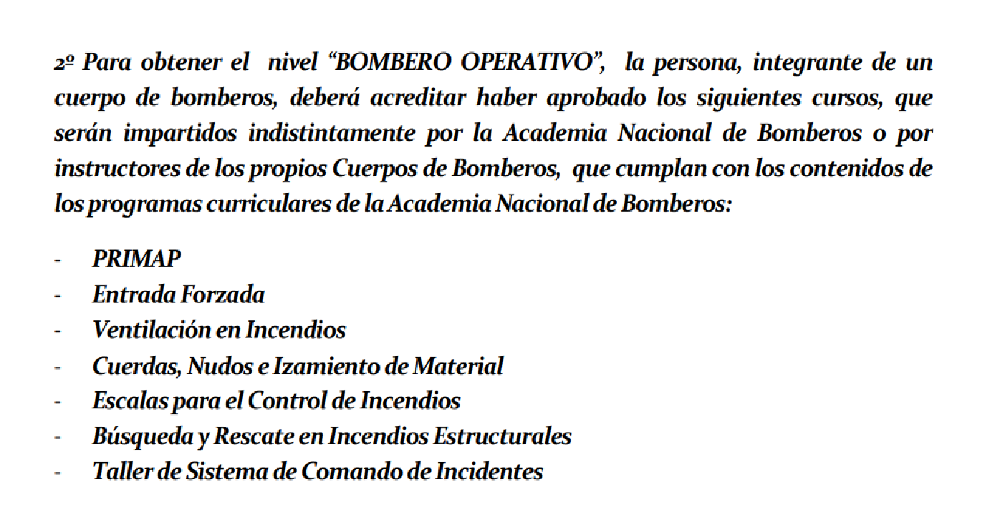 2º Para obtener el nivel “BOMBERO OPERATIVO”, la persona, integrante de un
cuerpo de bomberos, deberá acreditar haber aprobado los siguientes cursos, que
serán impartidos indistintamente por la Academia Nacional de Bomberos o por
instructores de los propios Cuerpos de Bomberos, que cumplan con los contenidos de
los programas curriculares de la Academia Nacional de Bomberos:
- PRIMAP
- Entrada Forzada
- Ventilación en Incendios
- Cuerdas, Nudos e Izamiento de Material
- Escalas para el Control de Incendios
- Búsqueda y Rescate en Incendios Estructurales
- Taller de Sistema de Comando de Incidentes